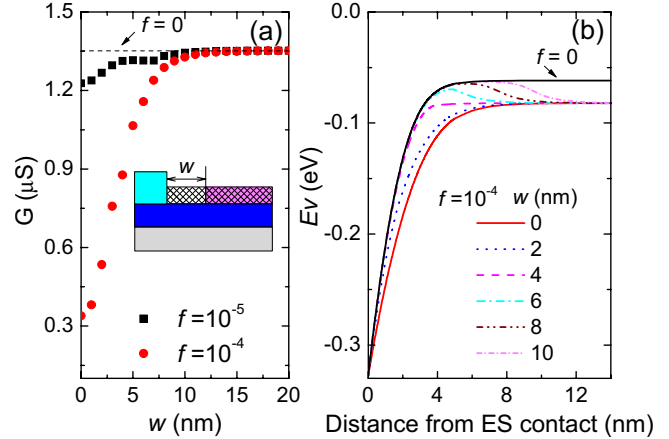 (a)
f = 0
1.5
1.2
0.9
0.6
0.3
G (μS)
w
f=10⁻⁵
f=10⁻⁴
0 5 10 15 20
w (nm)
(b)
f = 0
0.0
-0.1
-0.2
-0.3
Ev (eV)
f=10⁻⁴ w (nm)
0
2
4
6
8
10
0 4 8 12
Distance from ES contact (nm)